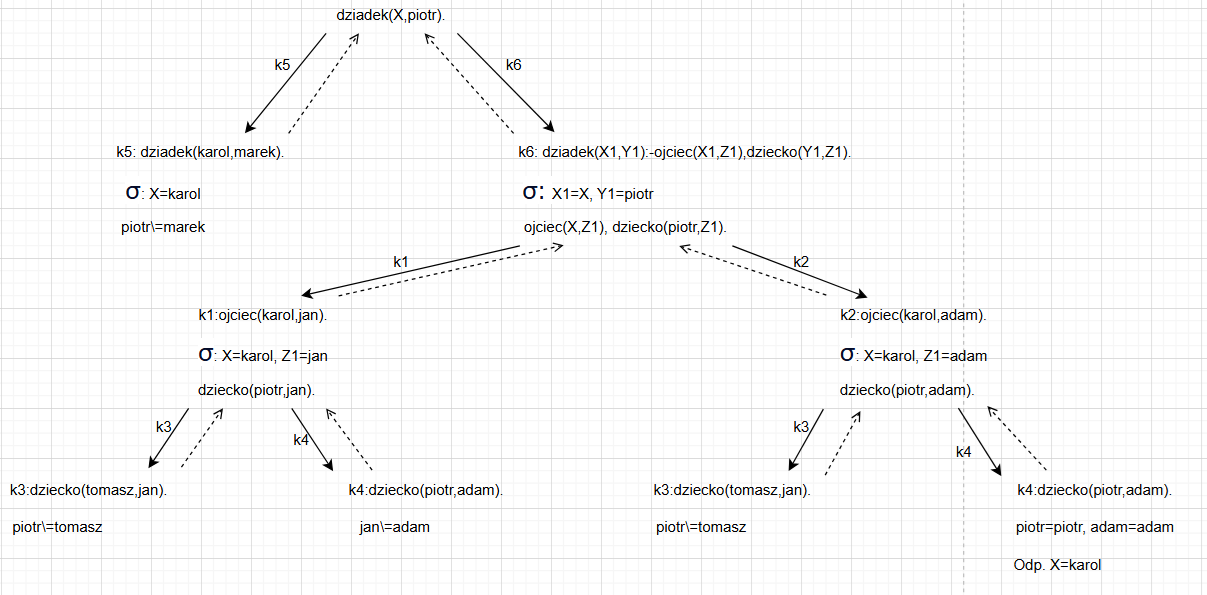 dziadek(X,piotr).
k5
k6
k5: dziadek(karol,marek).
k6: dziadek(X1,Y1):-ojciec(X1,Z1),dziecko(Y1,Z1).
σ: X=karol
σ: X1=X, Y1=piotr
piotr\=marek
ojciec(X,Z1), dziecko(piotr,Z1).
k1
k2
k1:ojciec(karol,jan).
k2:ojciec(karol,adam).
σ: X=karol, Z1=jan
σ: X=karol, Z1=adam
dziecko(piotr,jan).
dziecko(piotr,adam).
k3
k4
k3
k4
k3:dziecko(tomasz,jan).
k4:dziecko(piotr,adam).
k3:dziecko(tomasz,jan).
k4:dziecko(piotr,adam).
piotr\=tomasz
jan\=adam
piotr\=tomasz
piotr=piotr, adam=adam
Odp. X=karol